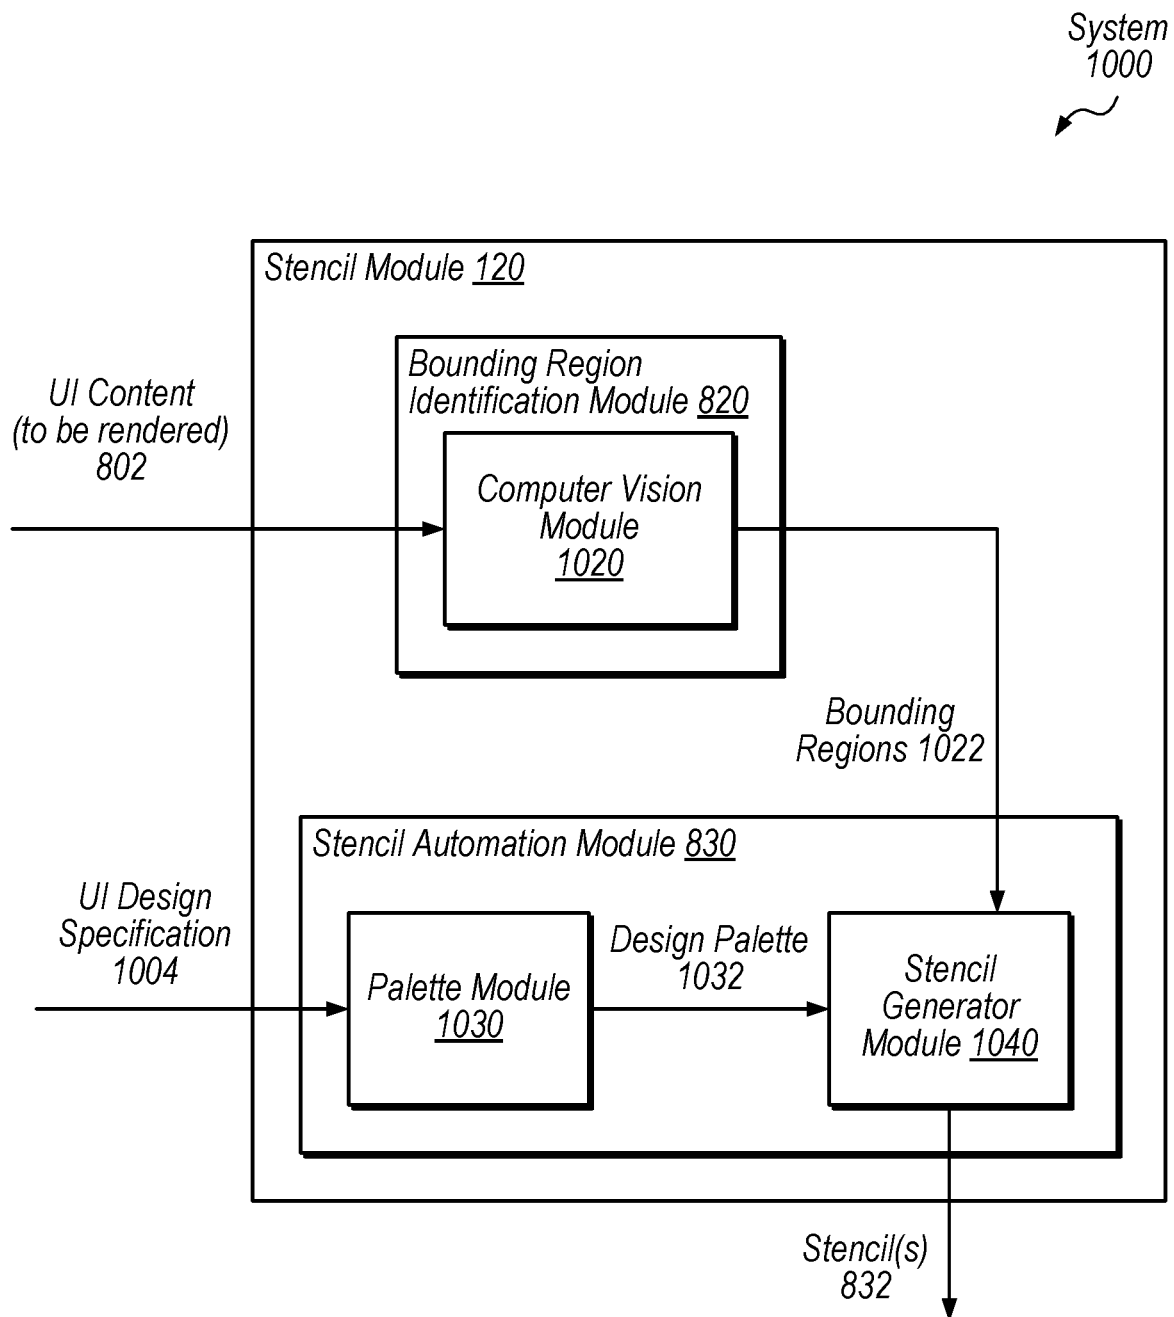 System
1000
Stencil Module 120
Bounding Region
Identification Module 820
UI Content
(to be rendered)
802
Computer Vision
Module
1020
Bounding
Regions 1022
Stencil Automation Module 830
UI Design
Specification
1004
Palette Module
1030
Design Palette
1032
Stencil
Generator
Module 1040
Stencil(s)
832